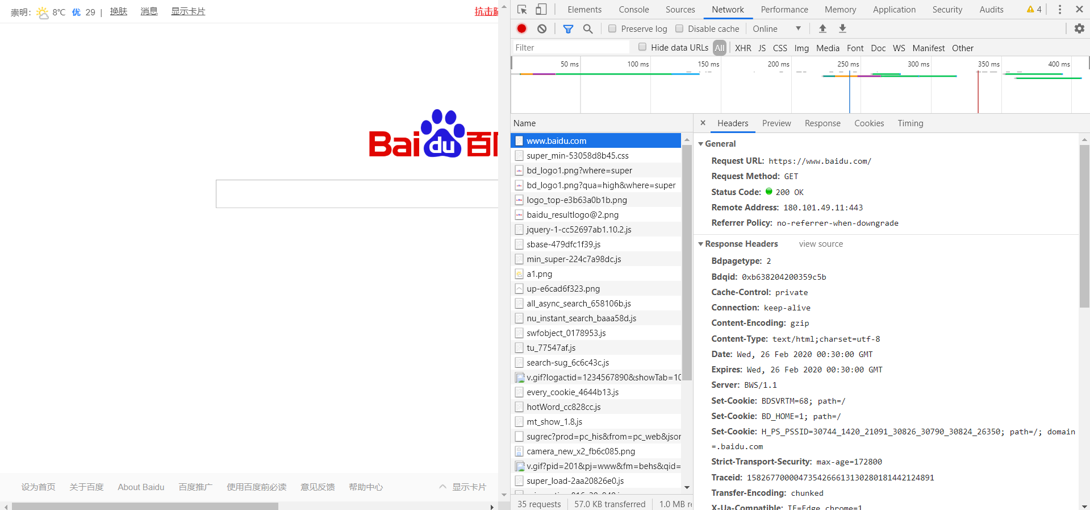 崇明: 8℃ 优 29 | 换肤 消息 显示卡片
Bai du 百
设为首页 关于百度 About Baidu 百度推广 使用百度前必读 意见反馈 帮助中心 显示卡片
Elements Console Sources Network Performance Memory Application Security Audits 4
Preserve log Disable cache Online
Filter Hide data URLs All XHR JS CSS Img Media Font Doc WS Manifest Other
50 ms 100 ms 150 ms 200 ms 250 ms 300 ms 350 ms 400 ms
Name
www.baidu.com
super_min-53058d8b45.css
bd_logo1.png?where=super
bd_logo1.png?qua=high&where=super
logo_top-e3b63a0b1b.png
baidu_resultlogo@2.png
jquery-1-cc52697ab1.10.2.js
sbase-479dfc1f39.js
min_super-224c7a98dc.js
a1.png
up-e6cad6f323.png
all_async_search_658106b.js
nu_instant_search_baaa58d.js
swfobject_0178953.js
tu_77547af.js
search-sug_6c6c43c.js
v.gif?logactid=1234567890&showTab=10
every_cookie_4644b13.js
hotWord_cc828cc.js
mt_show_1.8.js
sugrec?prod=pc_his&from=pc_web&json
camera_new_x2_fb6c085.png
v.gif?pid=201&pj=www&fm=behs&qid=
super_load-2aa20826e0.js
35 requests 57.0 KB transferred 1.0 MB re
Headers Preview Response Cookies Timing
General
Request URL: https://www.baidu.com/
Request Method: GET
Status Code: 200 OK
Remote Address: 180.101.49.11:443
Referrer Policy: no-referrer-when-downgrade
Response Headers view source
Bdpagetype: 2
Bdqid: 0xb638204200359c5b
Cache-Control: private
Connection: keep-alive
Content-Encoding: gzip
Content-Type: text/html;charset=utf-8
Date: Wed, 26 Feb 2020 00:30:00 GMT
Expires: Wed, 26 Feb 2020 00:30:00 GMT
Server: BWS/1.1
Set-Cookie: BDSVRTM=68; path=/
Set-Cookie: BD_HOME=1; path=/
Set-Cookie: H_PS_PSSID=30744_1420_21091_30826_30790_30824_26350; path=/; domain
=.baidu.com
Strict-Transport-Security: max-age=172800
Traceid: 1582677000047354266613130280181442124891
Transfer-Encoding: chunked
X-Ua-Compatible: IE=Edge,chrome=1